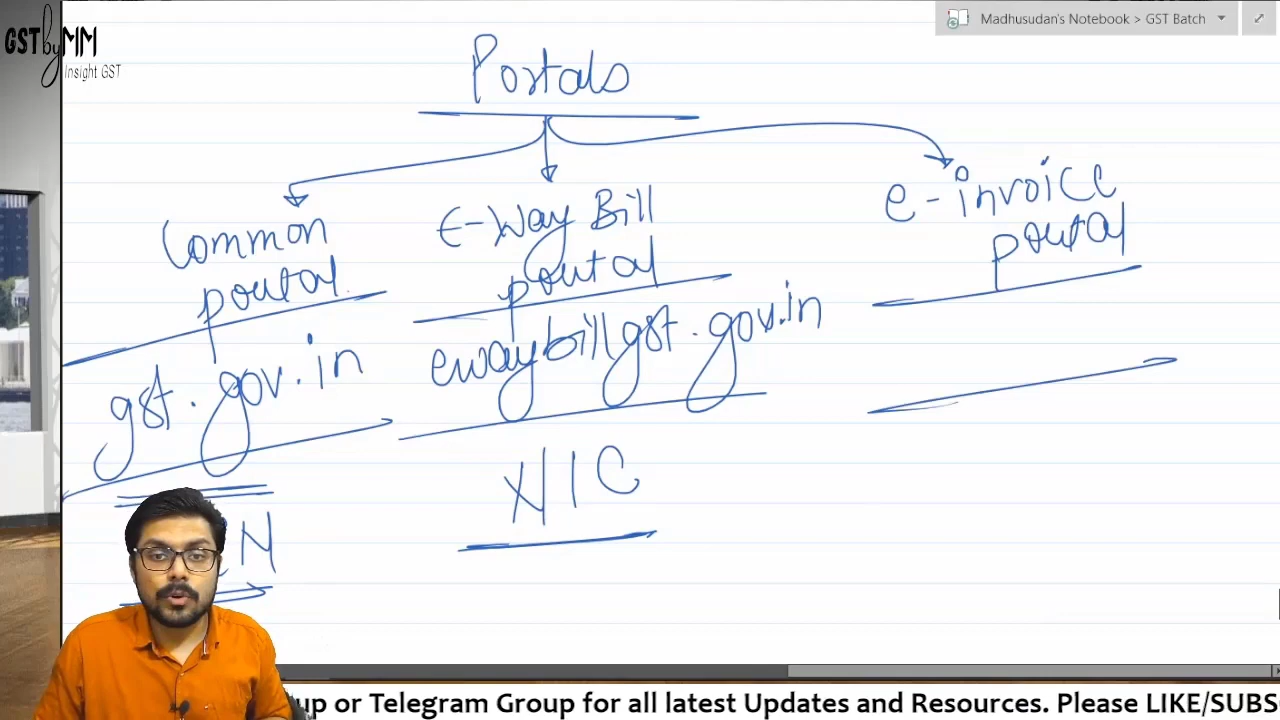 GST by MM
Insight GST
Madhusudan's Notebook > GST Batch
Portals
Common
portal
gst.gov.in
E-Way Bill
portal
ewaybillgst.gov.in
NIC
e-invoice
portal
N
up or Telegram Group for all latest Updates and Resources. Please LIKE/SUBS